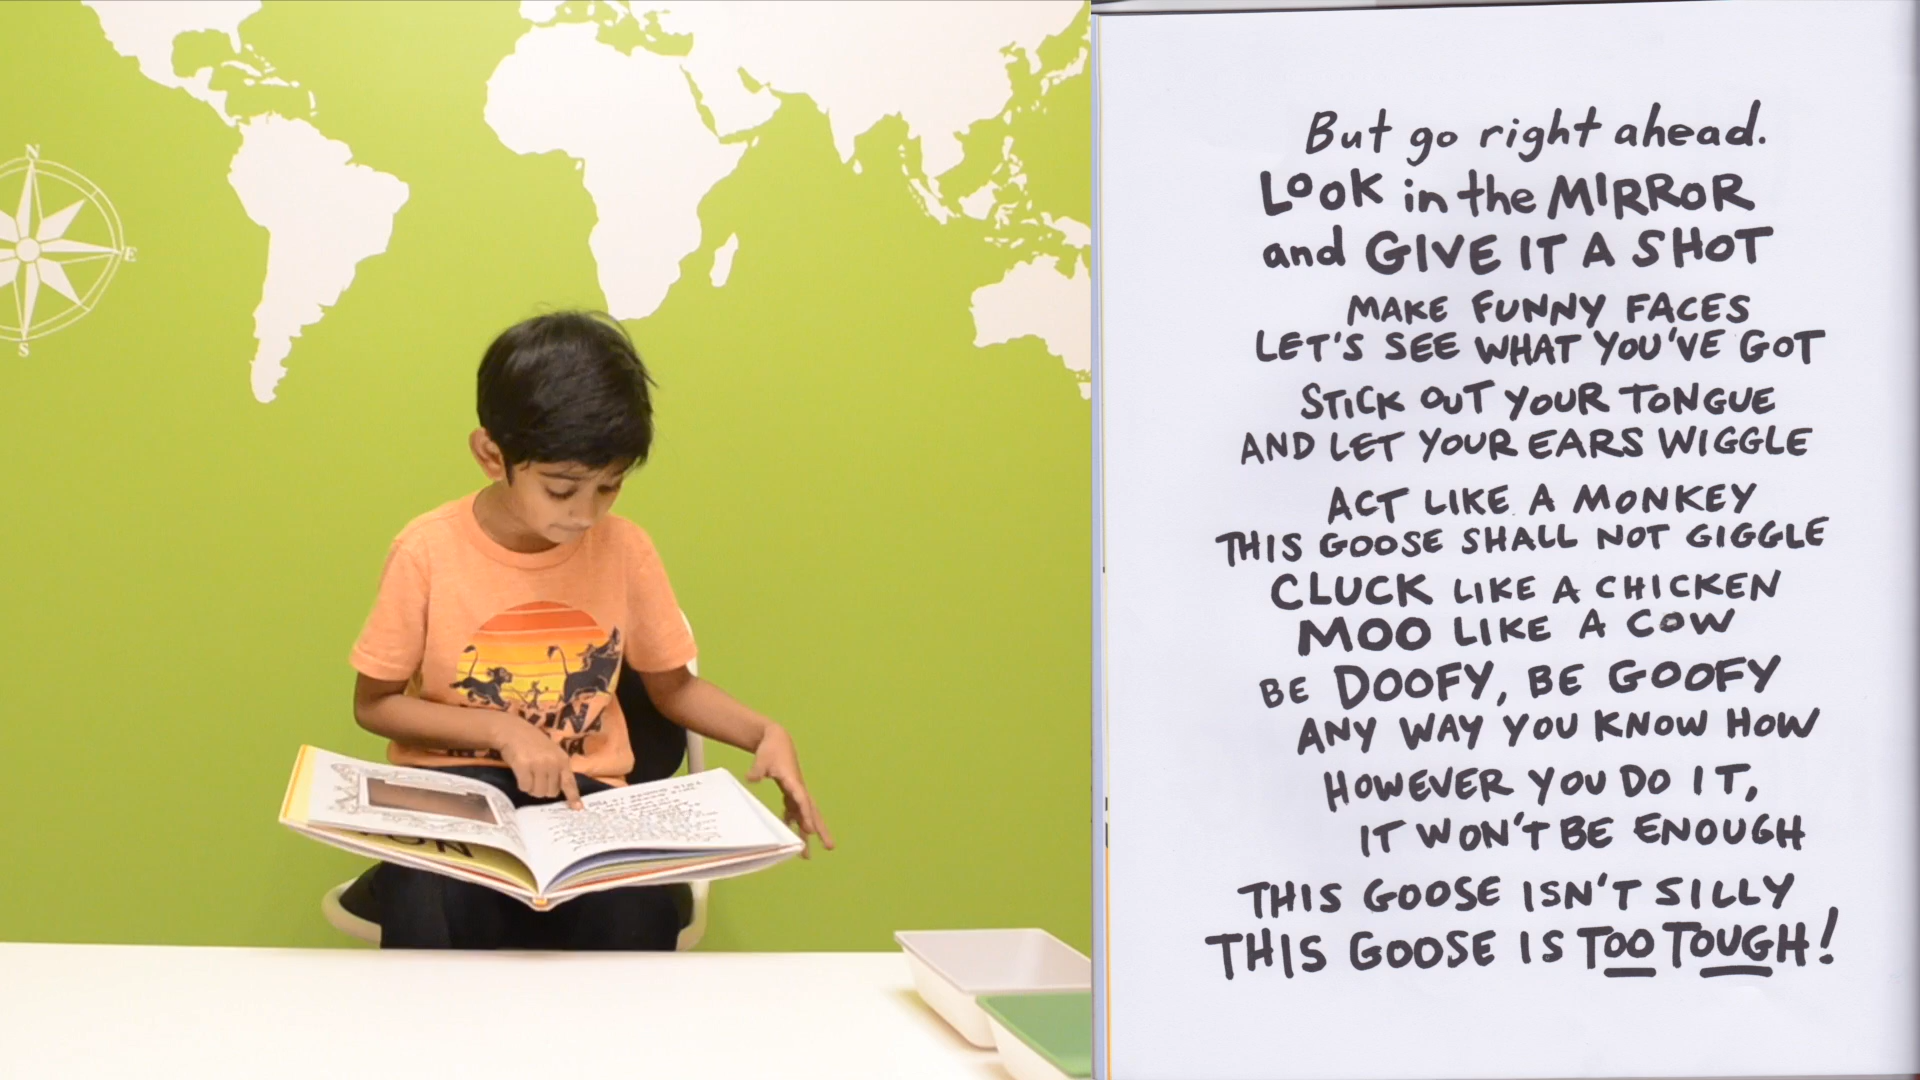 N
E
S
But go right ahead.
LOOK in the MIRROR
and GIVE IT A SHOT
MAKE FUNNY FACES
LET'S SEE WHAT YOU'VE GOT
STICK OUT YOUR TONGUE
AND LET YOUR EARS WIGGLE
ACT LIKE A MONKEY
THIS GOOSE SHALL NOT GIGGLE
CLUCK LIKE A CHICKEN
MOO LIKE A COW
BE DOOFY, BE GOOFY
ANY WAY YOU KNOW HOW
HOWEVER YOU DO IT,
IT WON'T BE ENOUGH
THIS GOOSE ISN'T SILLY
THIS GOOSE IS TOO TOUGH!